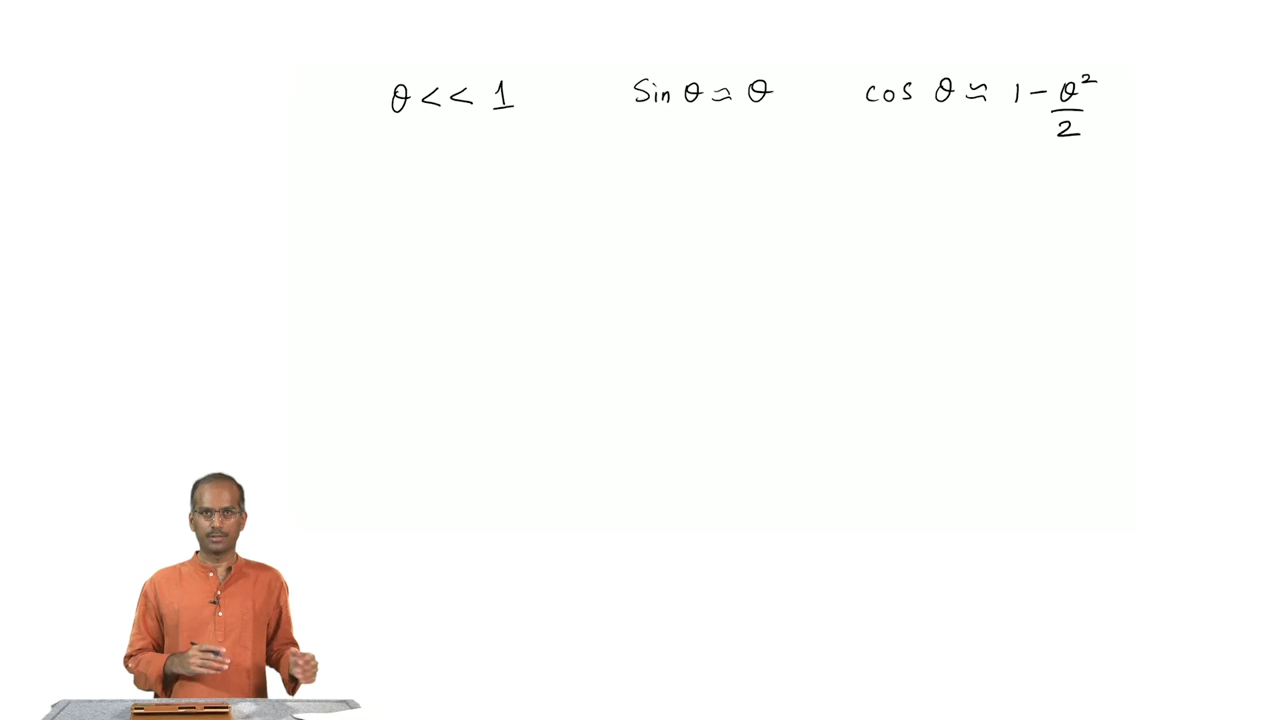 θ << 1 Sin θ ≈ θ cos θ ≈ 1 - θ²/2